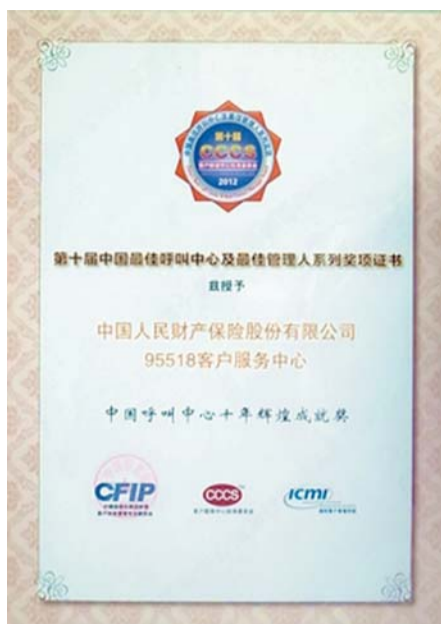 第十届
CCCS
2012
第十届中国最佳呼叫中心及最佳管理人系列奖项证书
兹授予
中国人民财产保险股份有限公司
95518客户服务中心
中国呼叫中心十年辉煌成就奖
CFIP
CCCS
ICMI